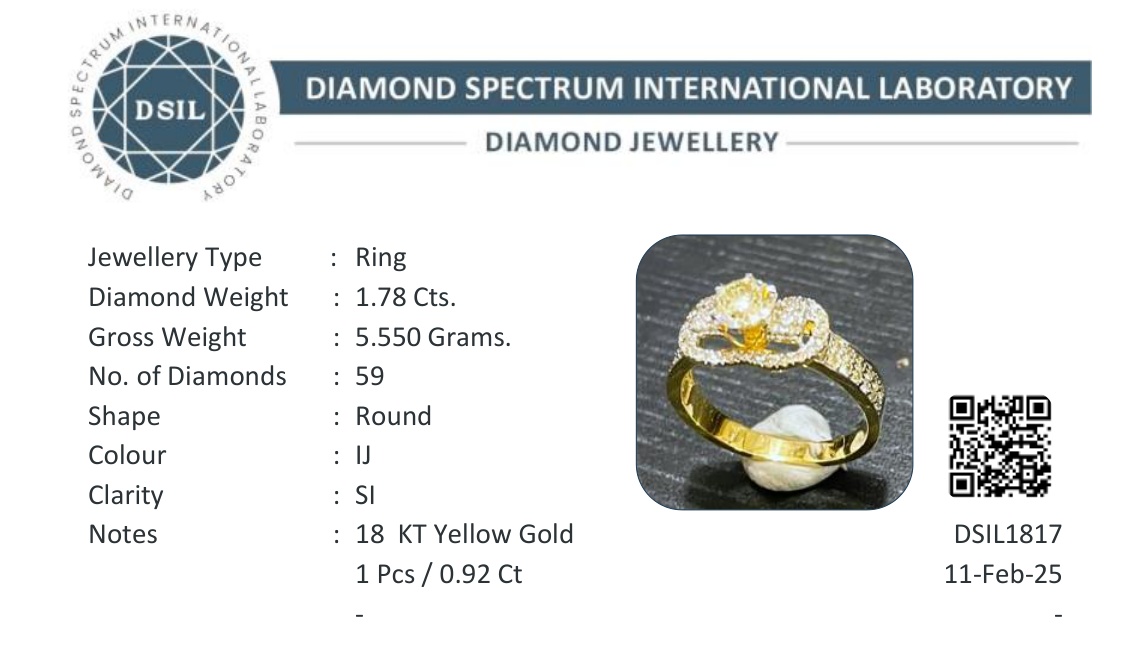 DIAMOND SPECTRUM INTERNATIONAL LABORATORY
DSIL
DIAMOND SPECTRUM INTERNATIONAL LABORATORY
DIAMOND JEWELLERY
Jewellery Type : Ring
Diamond Weight : 1.78 Cts.
Gross Weight : 5.550 Grams.
No. of Diamonds : 59
Shape : Round
Colour : IJ
Clarity : SI
Notes : 18 KT Yellow Gold
DSIL1817
1 Pcs / 0.92 Ct
11-Feb-25
-
-